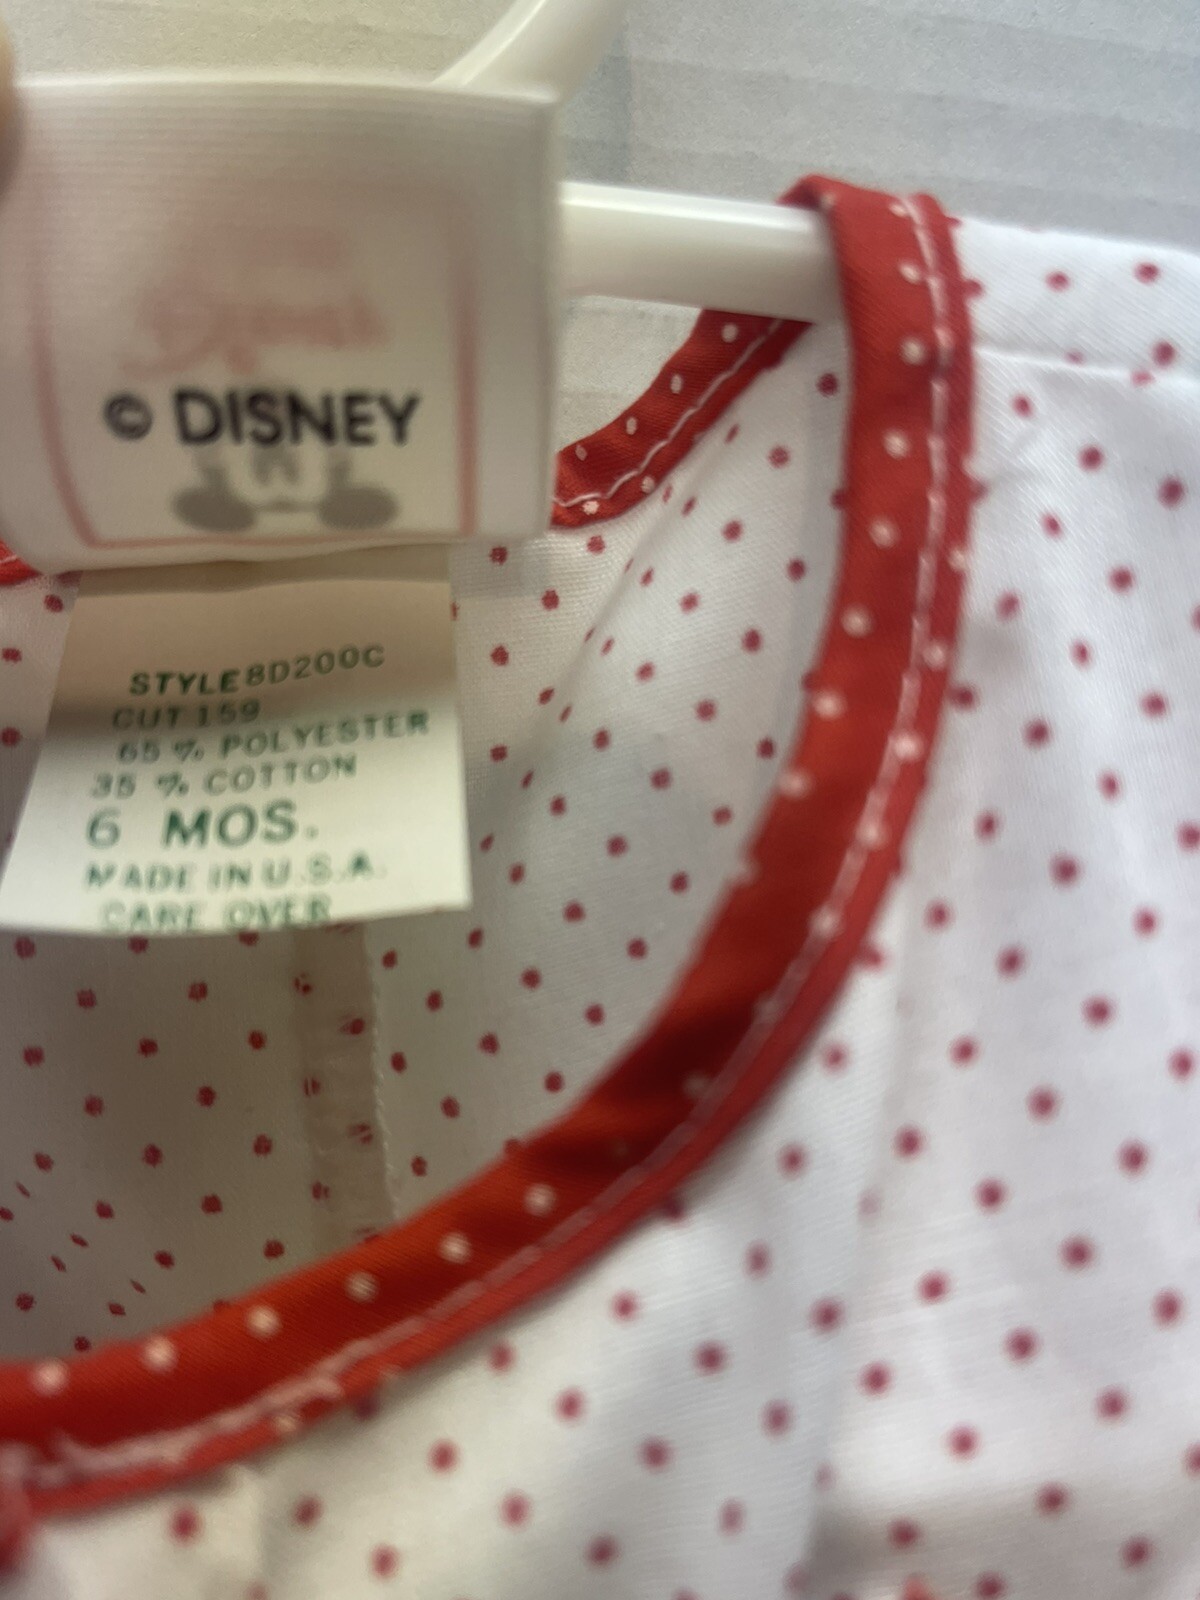 © DISNEY
STYLE 8D200C
CUT 159
65 % POLYESTER
35 % COTTON
6 MOS.
MADE IN U.S.A.
CARE OVER